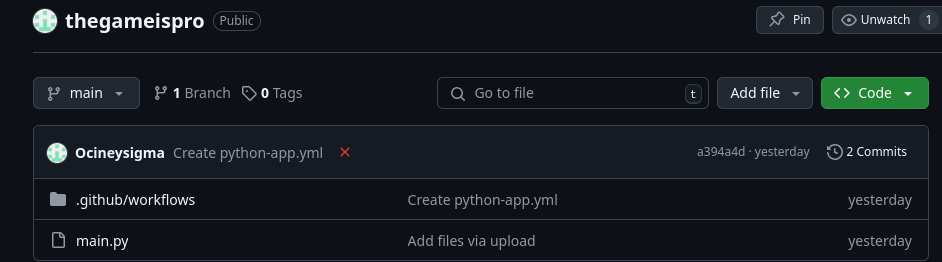 thegameispro Public Pin Unwatch 1
main 1 Branch 0 Tags Go to file t Add file Code
Ocineysigma Create python-app.yml a394a4d · yesterday 2 Commits
.github/workflows Create python-app.yml yesterday
main.py Add files via upload yesterday